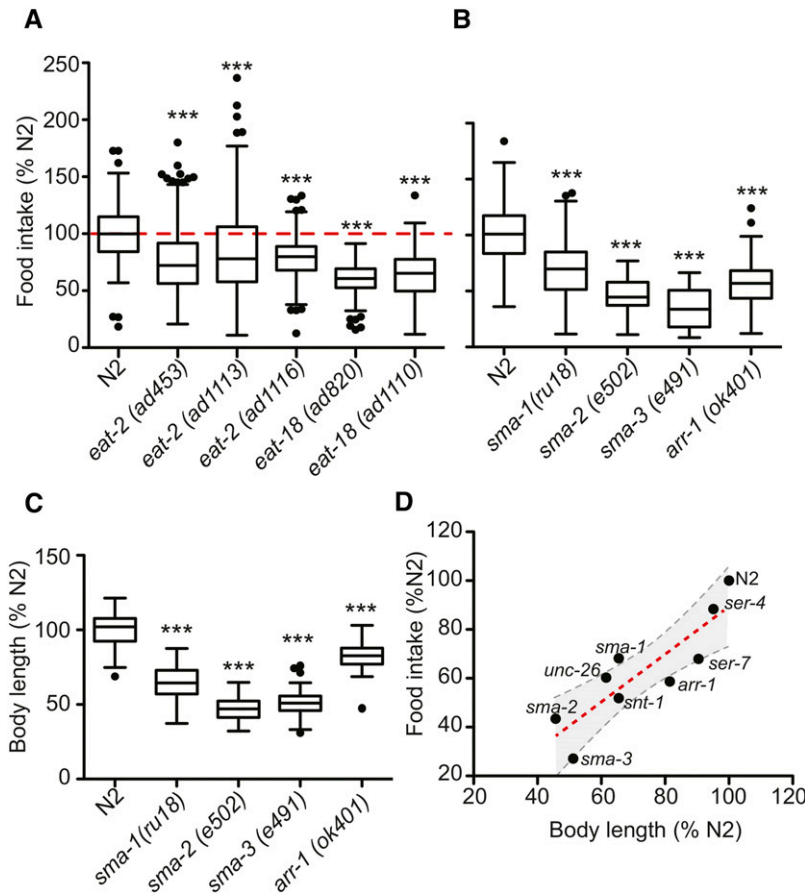 A
Food intake (% N2)
250
200
150
100
50
0
***
***
***
***
***
N2
eat-2 (ad453)
eat-2 (ad1113)
eat-2 (ad1116)
eat-18 (ad820)
eat-18 (ad1110)
B
***
***
***
***
N2
sma-1(ru18)
sma-2 (e502)
sma-3 (e491)
arr-1 (ok401)
C
Body length (% N2)
150
100
50
0
***
***
***
***
N2
sma-1(ru18)
sma-2 (e502)
sma-3 (e491)
arr-1 (ok401)
D
Food intake (%N2)
120
100
80
60
40
20
N2
ser-4
sma-1
unc-26
ser-7
arr-1
snt-1
sma-2
sma-3
20 40 60 80 100 120
Body length (% N2)